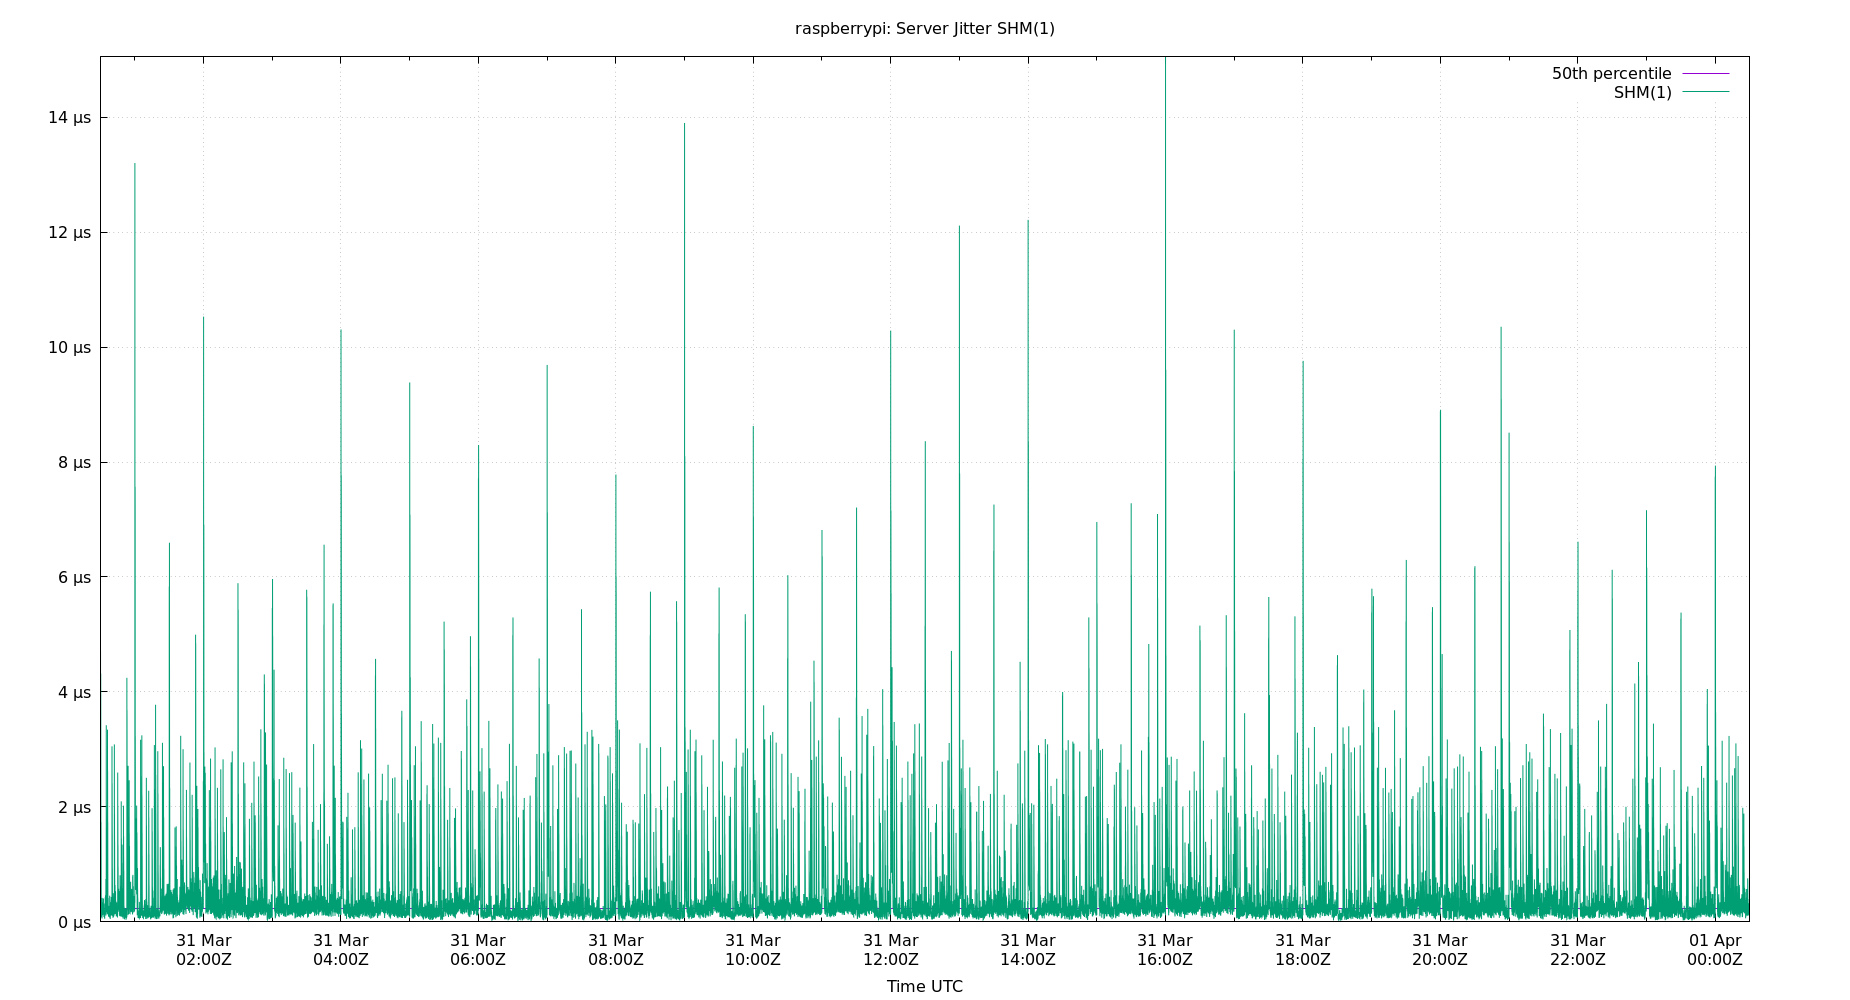 raspberrypi: Server Jitter SHM(1)
50th percentile
SHM(1)
14 µs
12 µs
10 µs
8 µs
6 µs
4 µs
2 µs
0 µs
31 Mar 31 Mar 31 Mar 31 Mar 31 Mar 31 Mar 31 Mar 31 Mar 31 Mar 31 Mar 31 Mar 01 Apr
02:00Z 04:00Z 06:00Z 08:00Z 10:00Z 12:00Z 14:00Z 16:00Z 18:00Z 20:00Z 22:00Z 00:00Z
Time UTC